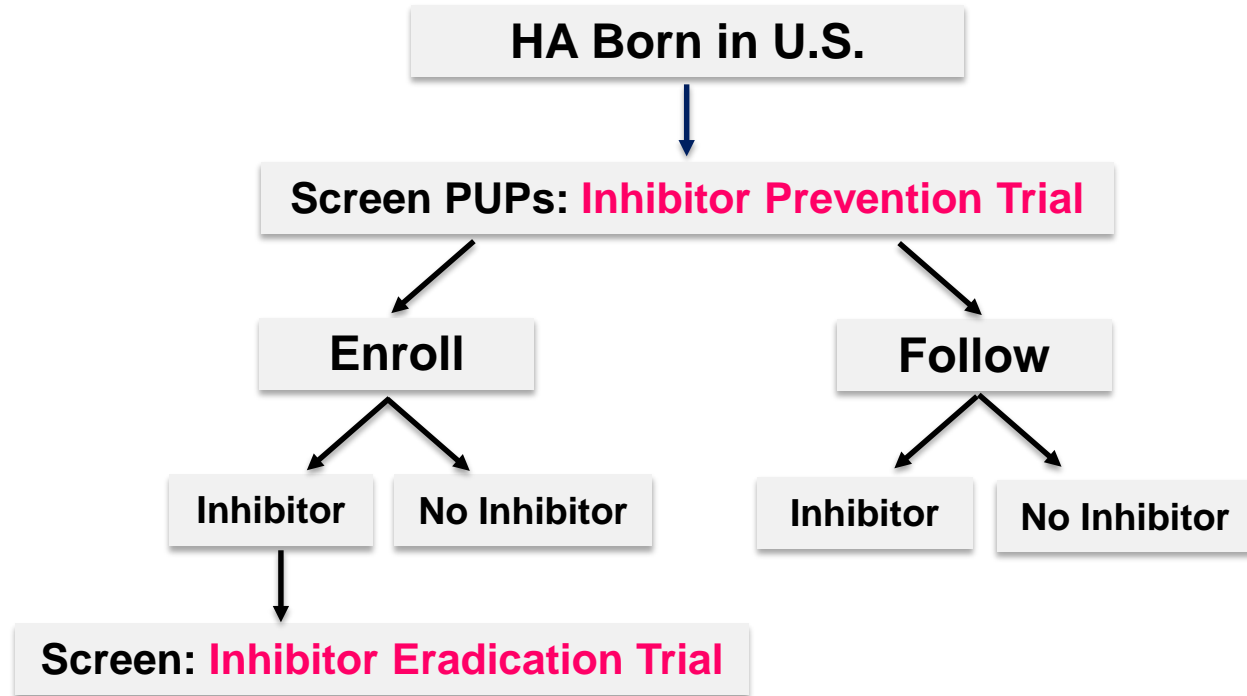 HA Born in U.S.
Screen PUPs: Inhibitor Prevention Trial
Enroll
Follow
Inhibitor
No Inhibitor
Inhibitor
No Inhibitor
Screen: Inhibitor Eradication Trial